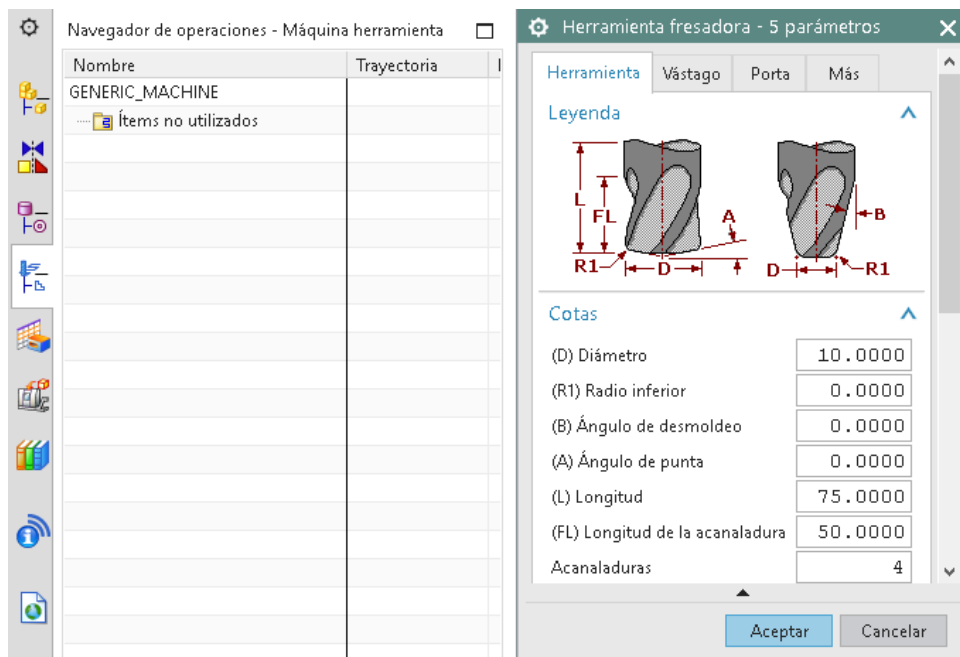 Navegador de operaciones - Máquina herramienta
Nombre
Trayectoria
GENERIC_MACHINE
Ítems no utilizados
Herramienta fresadora - 5 parámetros
Herramienta
Vástago
Porta
Más
Leyenda
L
FL
A
B
R1
D
D
R1
Cotas
(D) Diámetro 10.0000
(R1) Radio inferior 0.0000
(B) Ángulo de desmoldeo 0.0000
(A) Ángulo de punta 0.0000
(L) Longitud 75.0000
(FL) Longitud de la acanaladura 50.0000
Acanaladuras 4
Aceptar
Cancelar